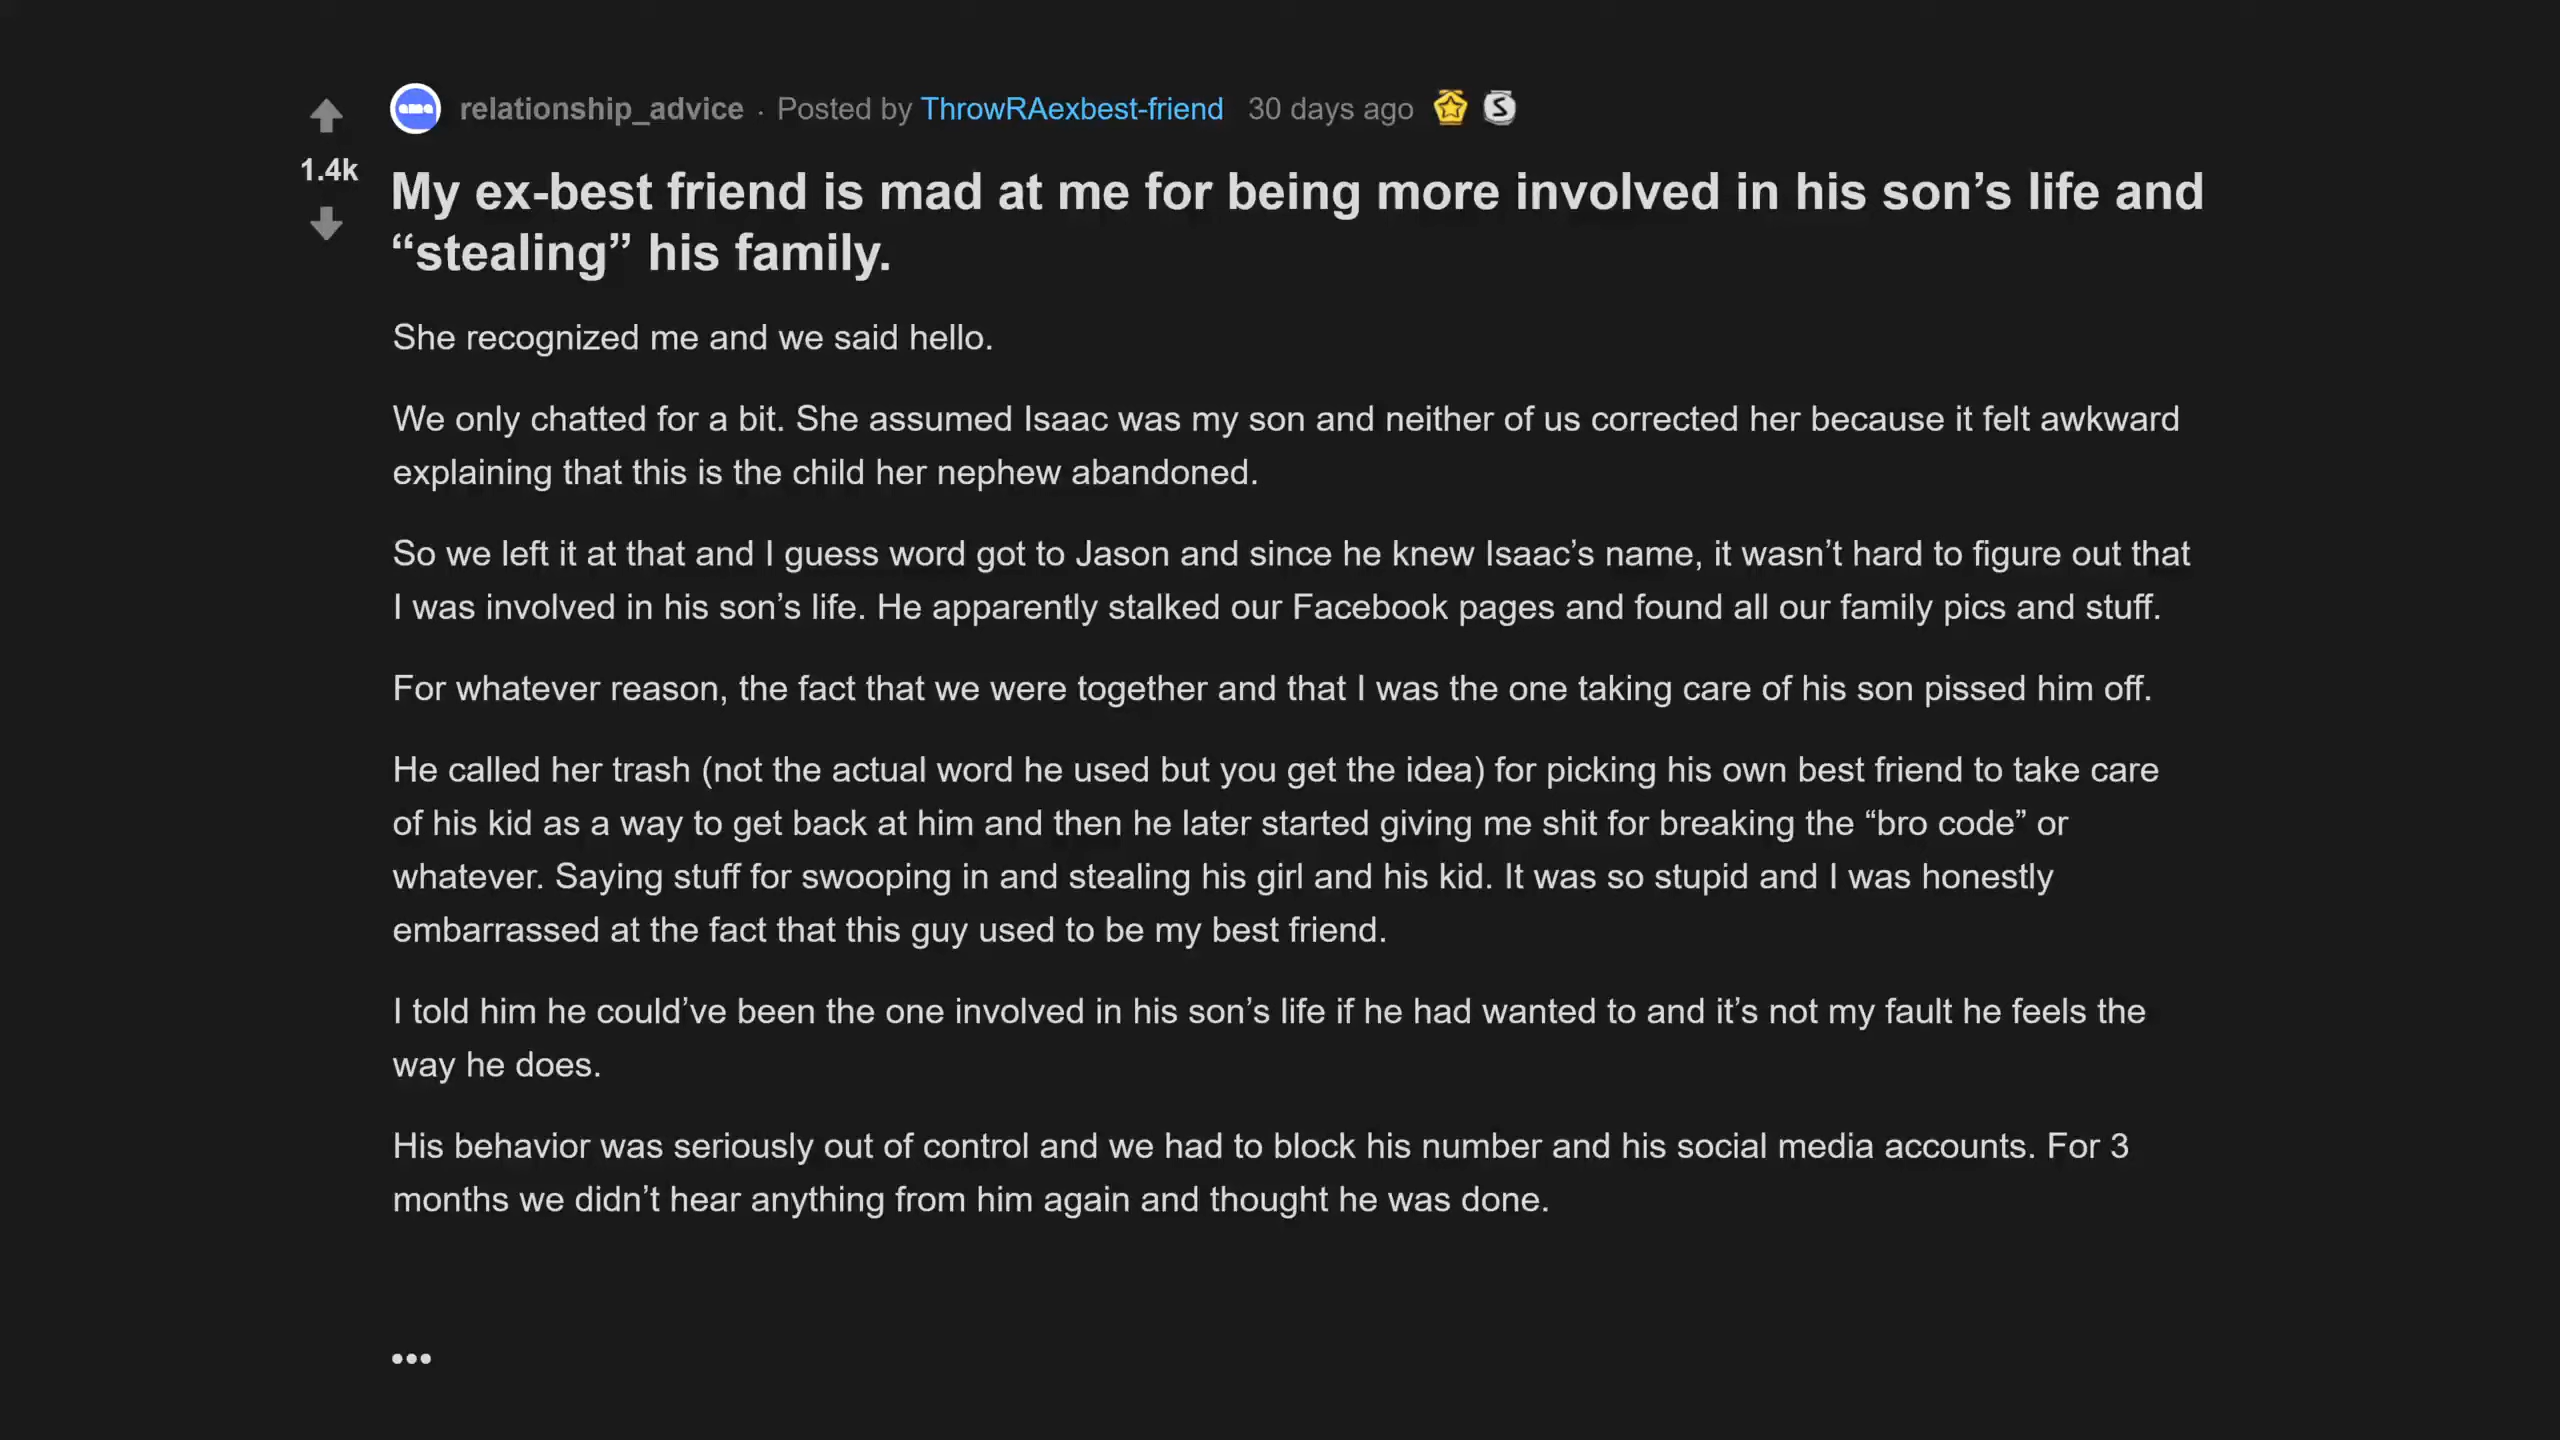 relationship_advice · Posted by ThrowRAexbest-friend 30 days ago
1.4k
My ex-best friend is mad at me for being more involved in his son’s life and
“stealing” his family.
She recognized me and we said hello.
We only chatted for a bit. She assumed Isaac was my son and neither of us corrected her because it felt awkward
explaining that this is the child her nephew abandoned.
So we left it at that and I guess word got to Jason and since he knew Isaac’s name, it wasn’t hard to figure out that
I was involved in his son’s life. He apparently stalked our Facebook pages and found all our family pics and stuff.
For whatever reason, the fact that we were together and that I was the one taking care of his son pissed him off.
He called her trash (not the actual word he used but you get the idea) for picking his own best friend to take care
of his kid as a way to get back at him and then he later started giving me shit for breaking the “bro code” or
whatever. Saying stuff for swooping in and stealing his girl and his kid. It was so stupid and I was honestly
embarrassed at the fact that this guy used to be my best friend.
I told him he could’ve been the one involved in his son’s life if he had wanted to and it’s not my fault he feels the
way he does.
His behavior was seriously out of control and we had to block his number and his social media accounts. For 3
months we didn’t hear anything from him again and thought he was done.
•••